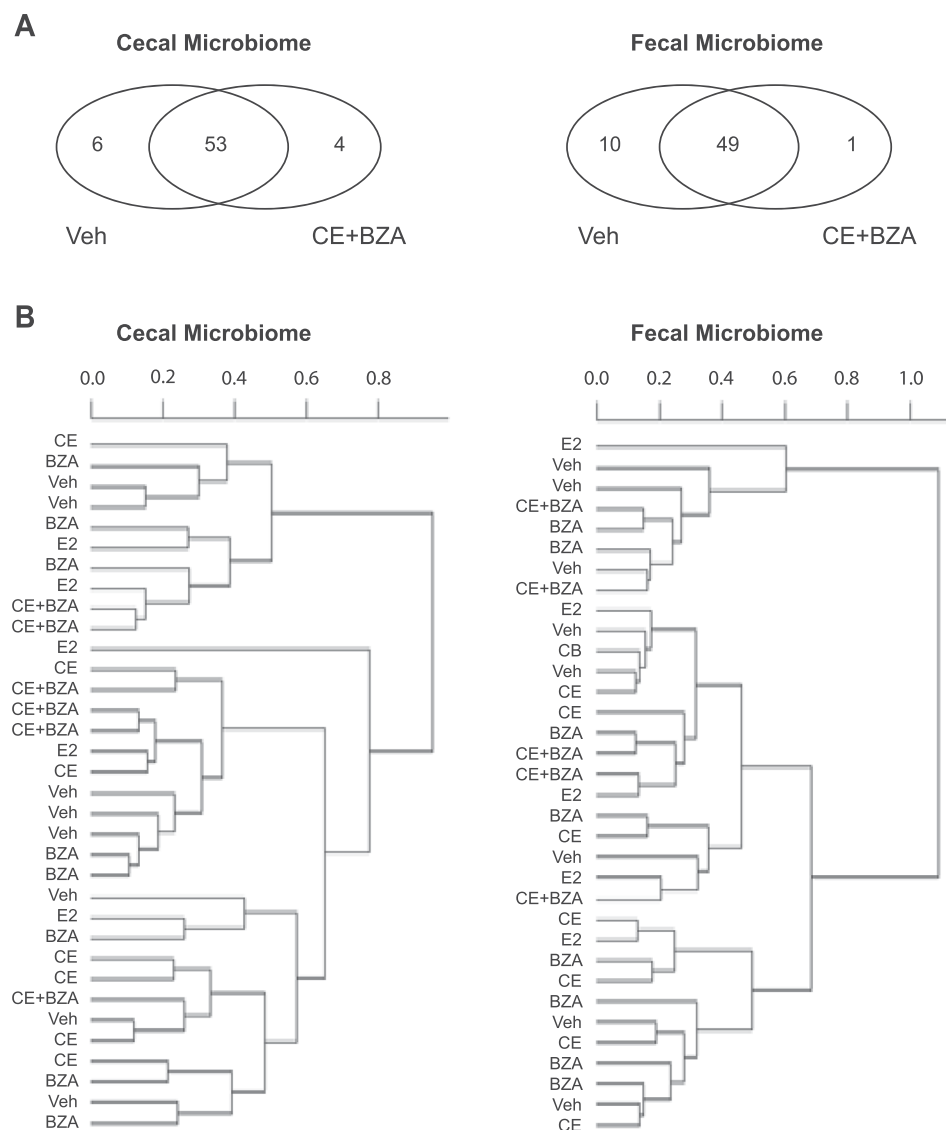 A
Cecal Microbiome
Fecal Microbiome
6 53 4
10 49 1
Veh CE+BZA
Veh CE+BZA
B
Cecal Microbiome
0.0 0.2 0.4 0.6 0.8
CE
BZA
Veh
Veh
BZA
E2
BZA
E2
CE+BZA
CE+BZA
E2
CE
CE+BZA
CE+BZA
CE+BZA
E2
CE
Veh
Veh
Veh
BZA
BZA
Veh
E2
BZA
CE
CE
CE+BZA
Veh
CE
CE
BZA
Veh
BZA
Fecal Microbiome
0.0 0.2 0.4 0.6 0.8 1.0
E2
Veh
Veh
CE+BZA
BZA
BZA
Veh
CE+BZA
E2
Veh
CB
Veh
CE
CE
BZA
CE+BZA
CE+BZA
E2
BZA
CE
Veh
E2
CE+BZA
CE
E2
BZA
CE
BZA
Veh
CE
BZA
BZA
Veh
CE